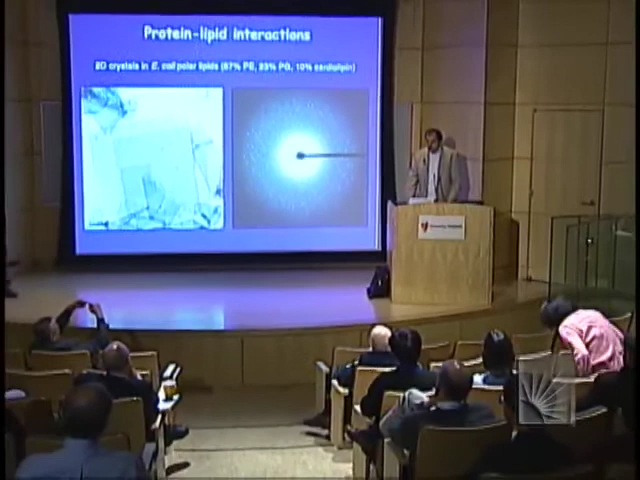 Protein-lipid interactions
2D crystals in E. coli polar lipids (67% PE, 23% PG, 10% cardiolipin)